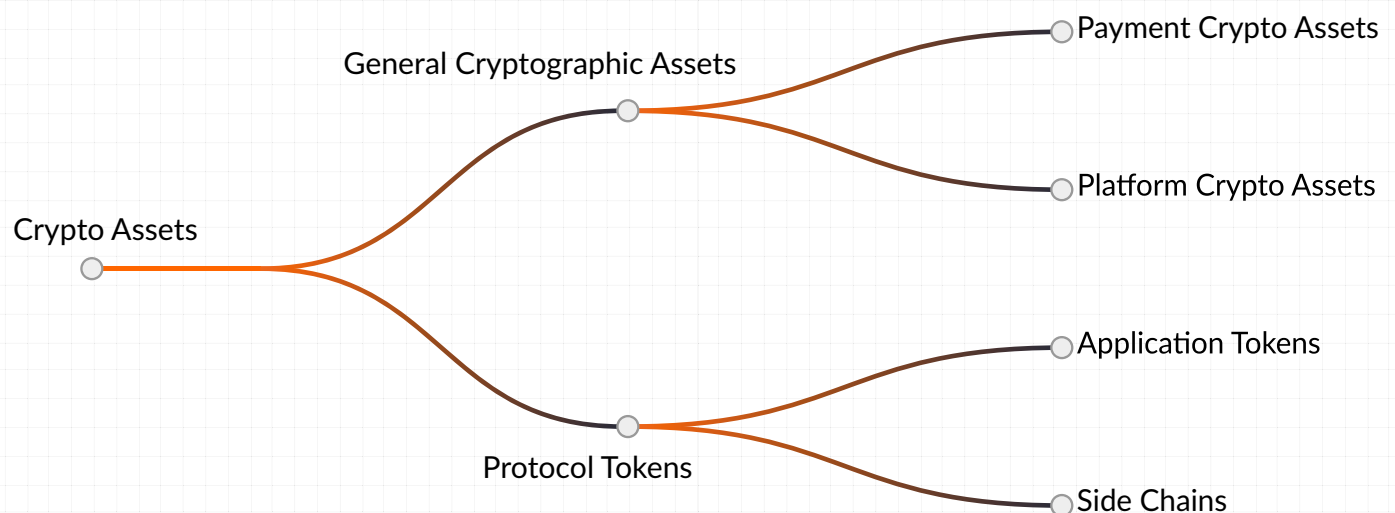 Payment Crypto Assets
General Cryptographic Assets
Platform Crypto Assets
Crypto Assets
Application Tokens
Protocol Tokens
Side Chains